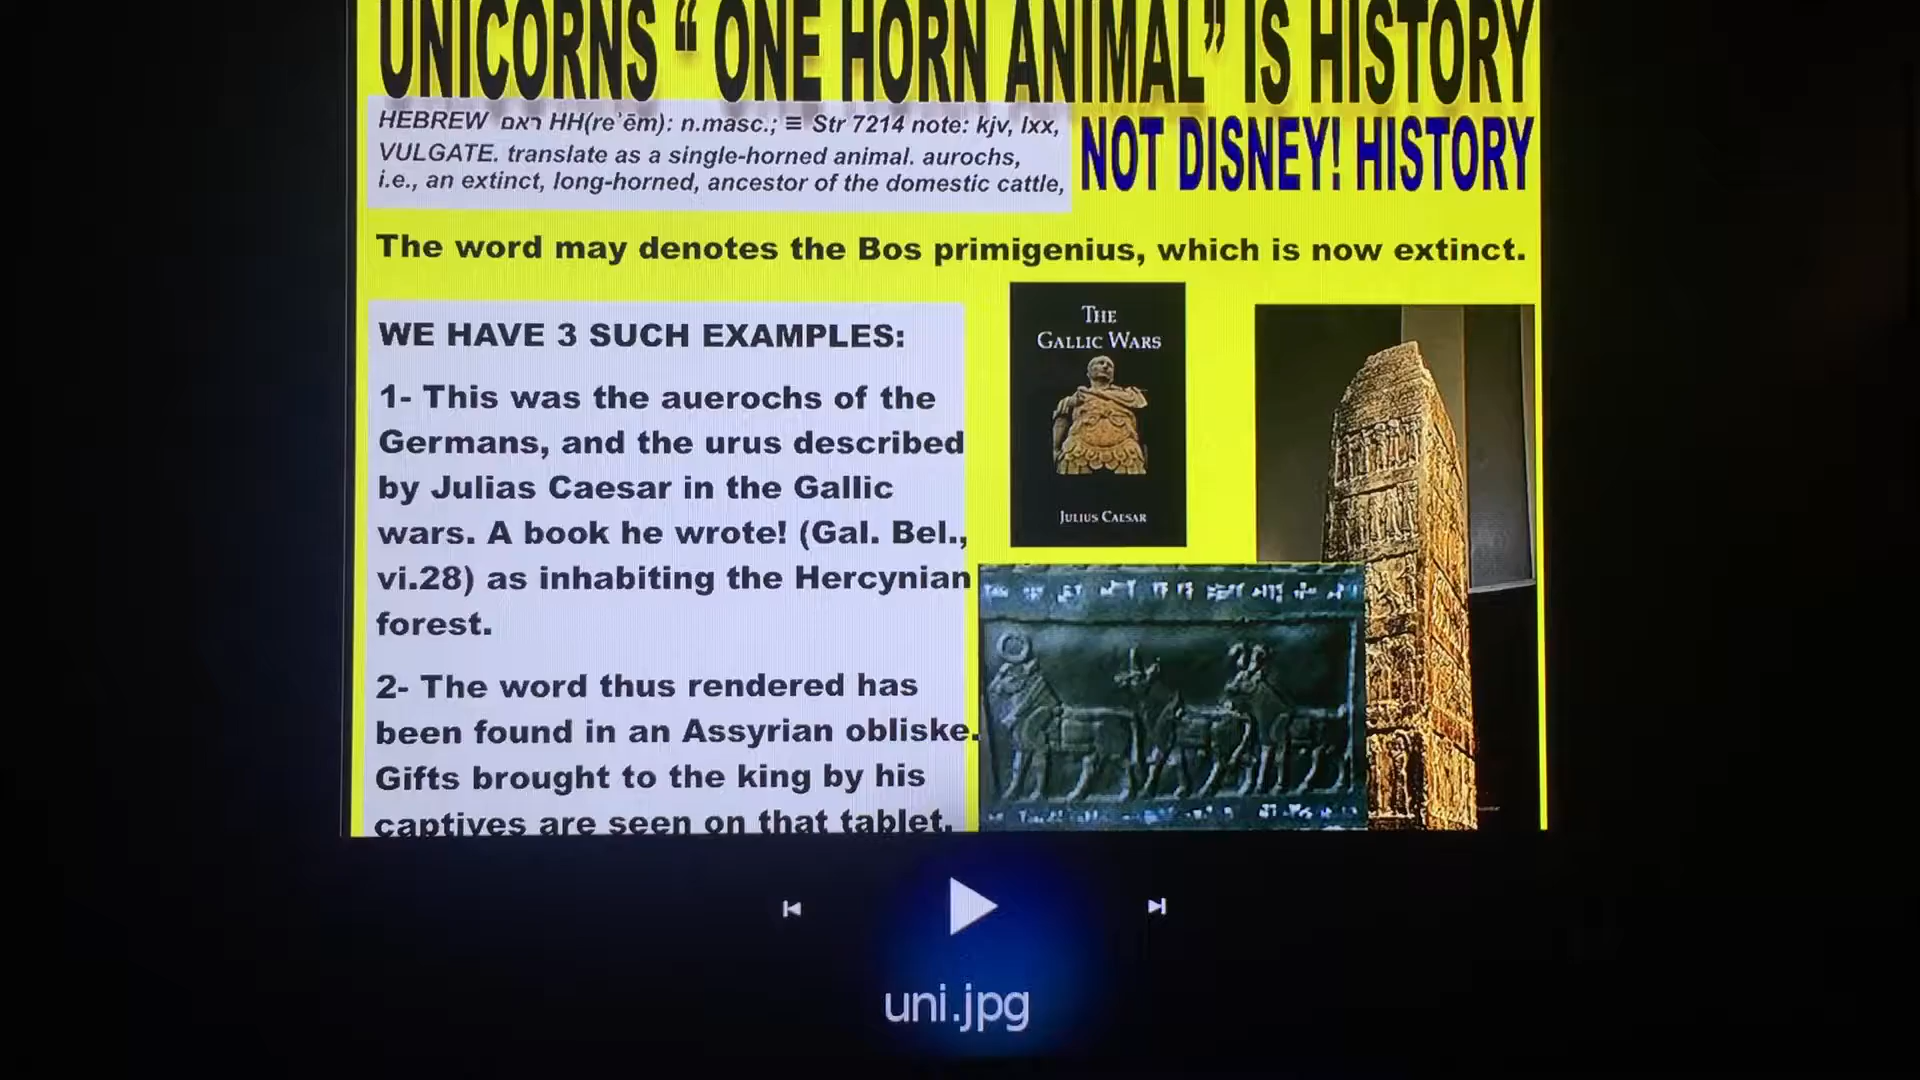 UNICORNS “ ONE HORN ANIMAL” IS HISTORY
HEBREW ראם HH(re’ēm): n.masc.; ≡ Str 7214 note: kjv, lxx,
VULGATE. translate as a single-horned animal. aurochs,
i.e., an extinct, long-horned, ancestor of the domestic cattle,
NOT DISNEY! HISTORY
The word may denotes the Bos primigenius, which is now extinct.
WE HAVE 3 SUCH EXAMPLES:
1- This was the auerochs of the
Germans, and the urus described
by Julias Caesar in the Gallic
wars. A book he wrote! (Gal. Bel.,
vi.28) as inhabiting the Hercynian
forest.
2- The word thus rendered has
been found in an Assyrian obliske.
Gifts brought to the king by his
captives are seen on that tablet.
THE
GALLIC WARS
JULIUS CAESAR
uni.jpg